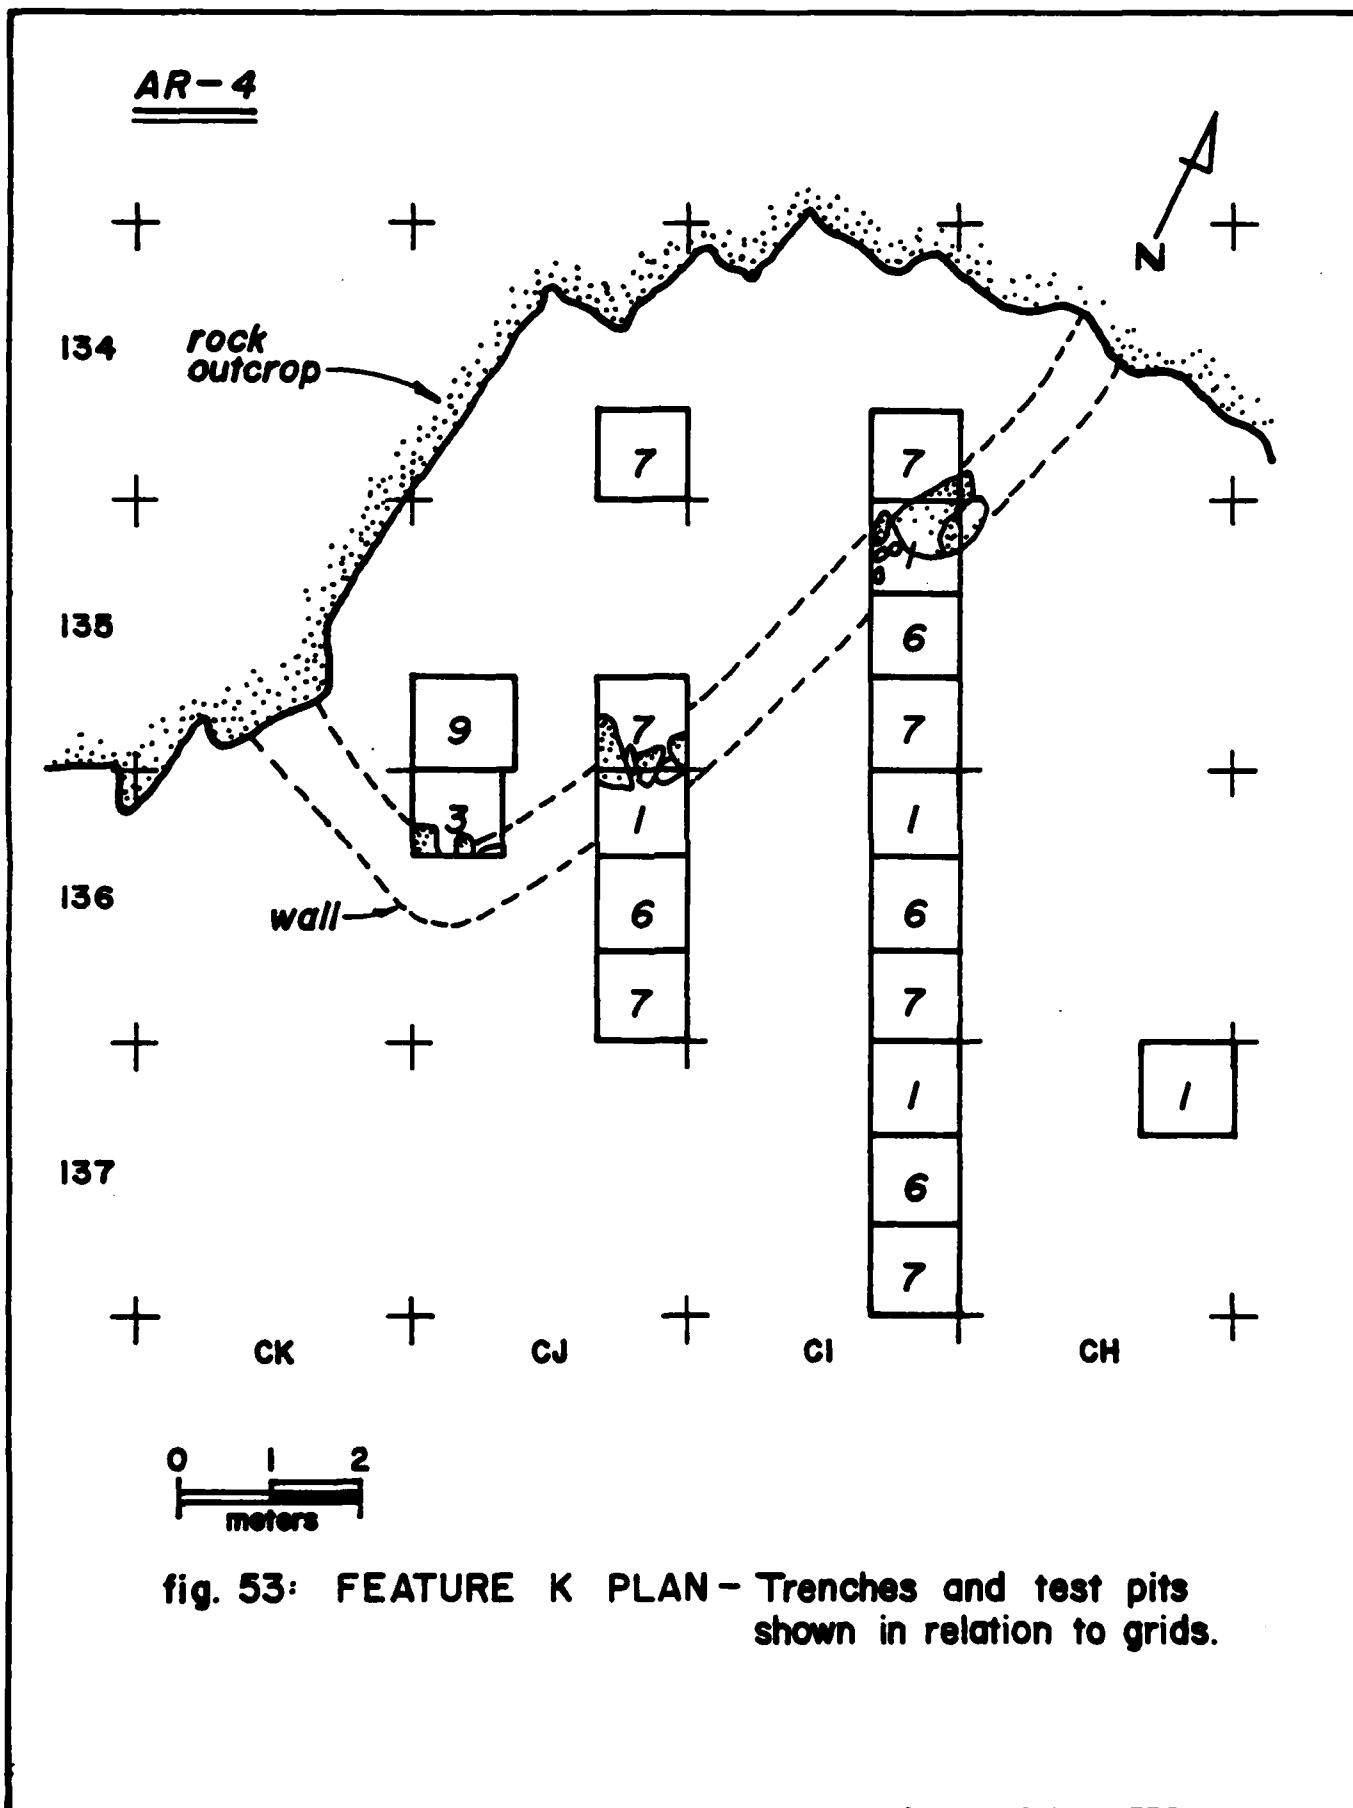 AR-4
N
134
rock
outcrop
7
7
1
135
6
9
7
7
3
1
1
136
wall
6
6
7
7
1
1
137
6
7
CK CJ CI CH
0 1 2
meters
fig. 53: FEATURE K PLAN- Trenches and test pits
shown in relation to grids.